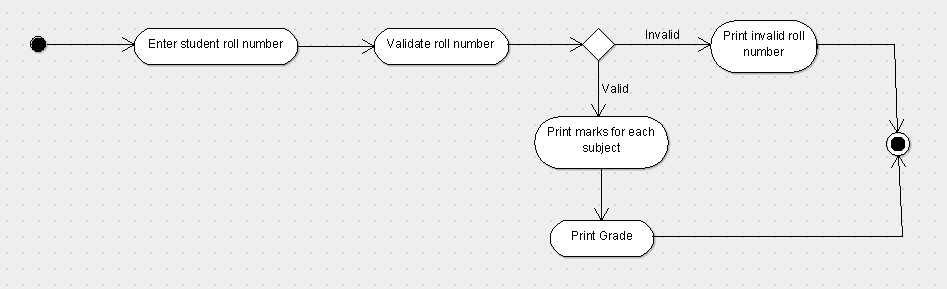 Enter student roll number
Validate roll number
Invalid
Print invalid roll
number
Valid
Print marks for each
subject
Print Grade